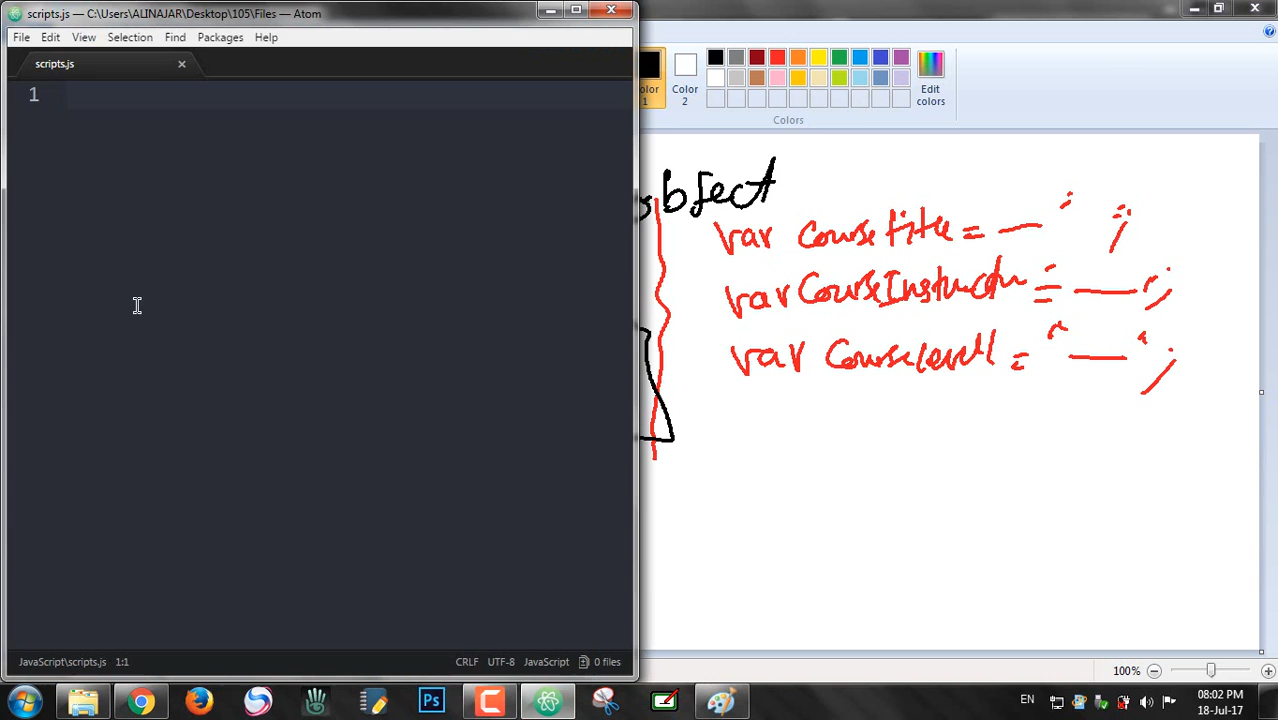 scripts.js — C:\Users\ALINAJAR\Desktop\105\Files — Atom
File Edit View Selection Find Packages Help
scripts.js
1
JavaScript\scripts.js 1:1 CRLF UTF-8 JavaScript 0 files
Color
2
Edit
colors
Colors
object
var Coursetitle = — " ";
var CourseInstructor = " — ";
var Courselevel = " — ";
100%
EN
08:02 PM
18-Jul-17